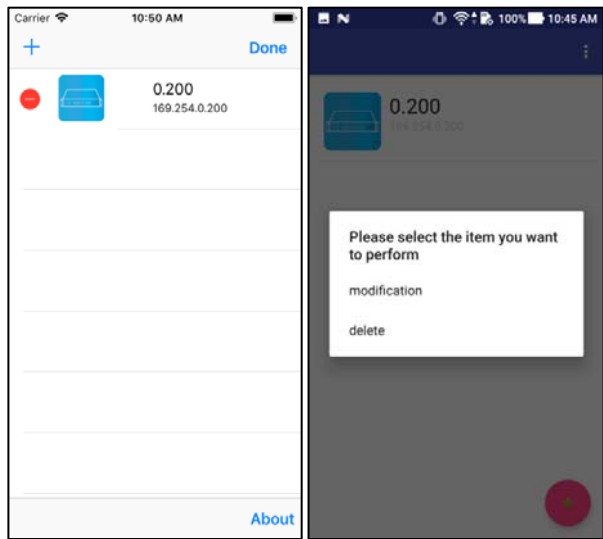 Carrier 10:50 AM
+ Done
0.200
169.254.0.200
About
100% 10:45 AM
0.200
169.254.0.200
Please select the item you want
to perform
modification
delete